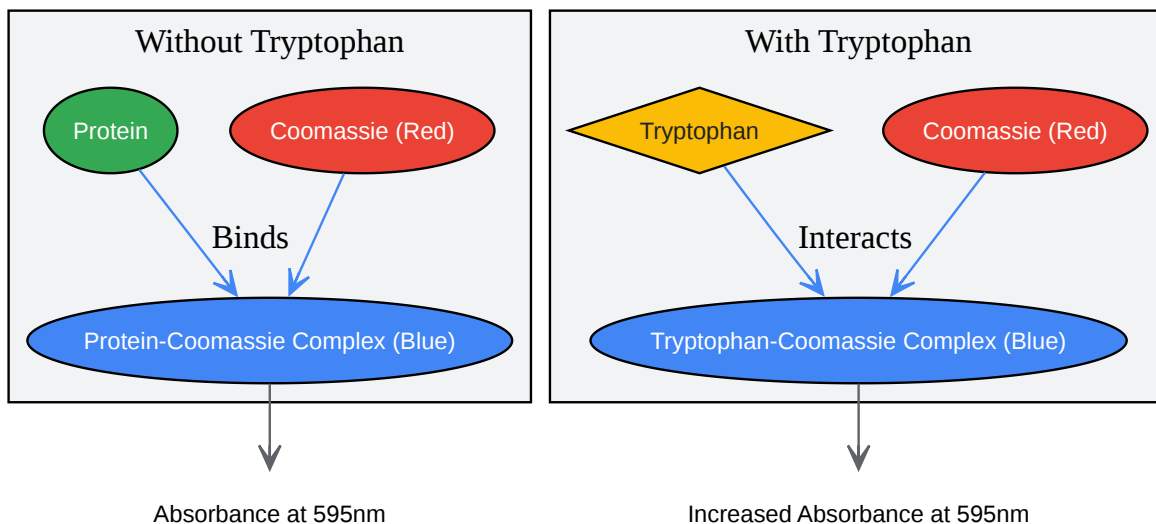 Without Tryptophan
Protein
Coomassie (Red)
Binds
Protein-Coomassie Complex (Blue)
Absorbance at 595nm
With Tryptophan
Tryptophan
Coomassie (Red)
Interacts
Tryptophan-Coomassie Complex (Blue)
Increased Absorbance at 595nm